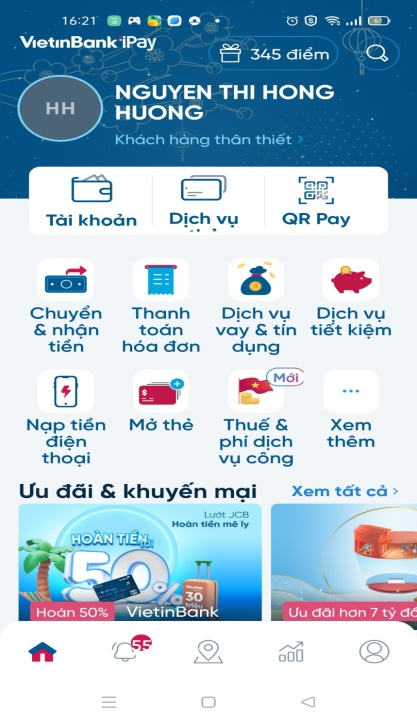 16:21
63
VietinBank iPay
345 điểm
HH
NGUYEN THI HONG
HUONG
Khách hàng thân thiết
Tài khoản
Dịch vụ
QR Pay
Chuyển
& nhận
tiền
Thanh
toán
hóa đơn
Dịch vụ
vay & tín
dụng
Dịch vụ
tiết kiệm
Nạp tiền
điện
thoại
Mở thẻ
Mới
Thuế &
phí dịch
vụ công
Xem
thêm
Ưu đãi & khuyến mại
Xem tất cả
Lướt JCB
Hoàn tiền mê ly
HOÀN TIỀN
50%
Voucher
30
triệu
Hoàn 50%
VietinBank
Ưu đãi hơn 7 tỷ
55